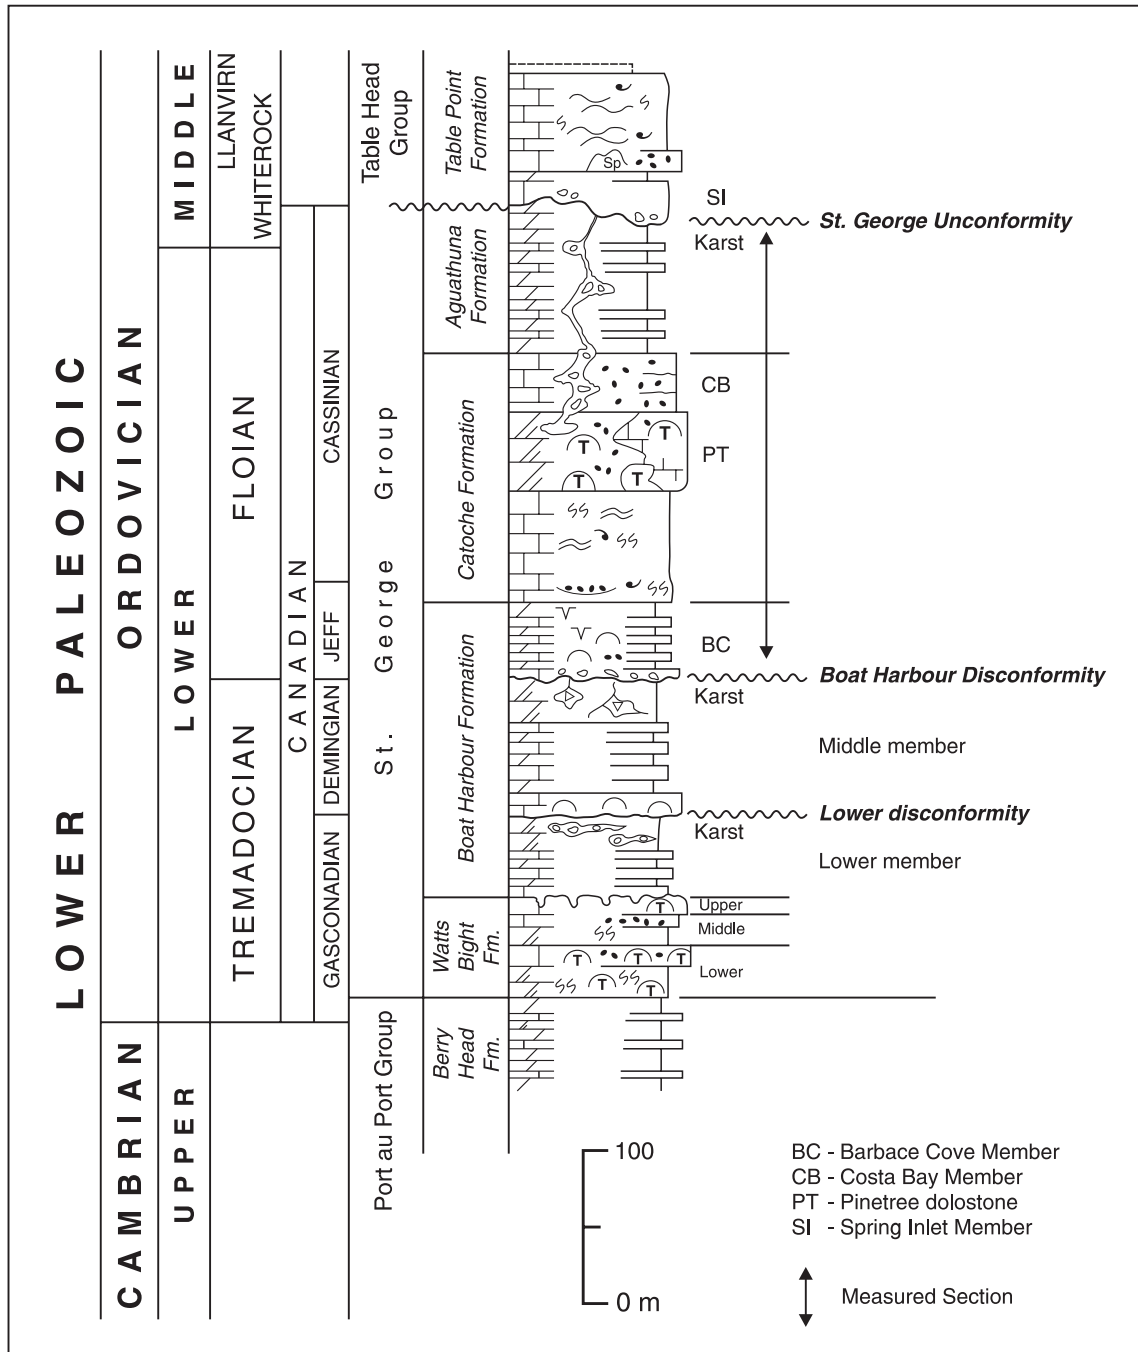 LOWER PALEOZOIC
CAMBRIAN
ORDOVICIAN
UPPER
LOWER
MIDDLE
TREMADOCIAN
FLOIAN
LLANVIRN
WHITEROCK
CANADIAN
GASCONADIAN
DEMINGIAN
JEFF
CASSINIAN
Port au Port Group
St. George Group
Table Head
Group
Berry
Head
Fm.
Watts
Bight
Fm.
Boat Harbour Formation
Catoche Formation
Aguathuna
Formation
Table Point
Formation
Sp
SI
St. George Unconformity
Karst
CB
T
T
PT
T
T
T
BC
Boat Harbour Disconformity
Karst
Middle member
Lower disconformity
Karst
Lower member
T
Upper
Middle
T
T
T
T
Lower
T
T
100
0 m
BC - Barbace Cove Member
CB - Costa Bay Member
PT - Pinetree dolostone
SI - Spring Inlet Member
Measured Section